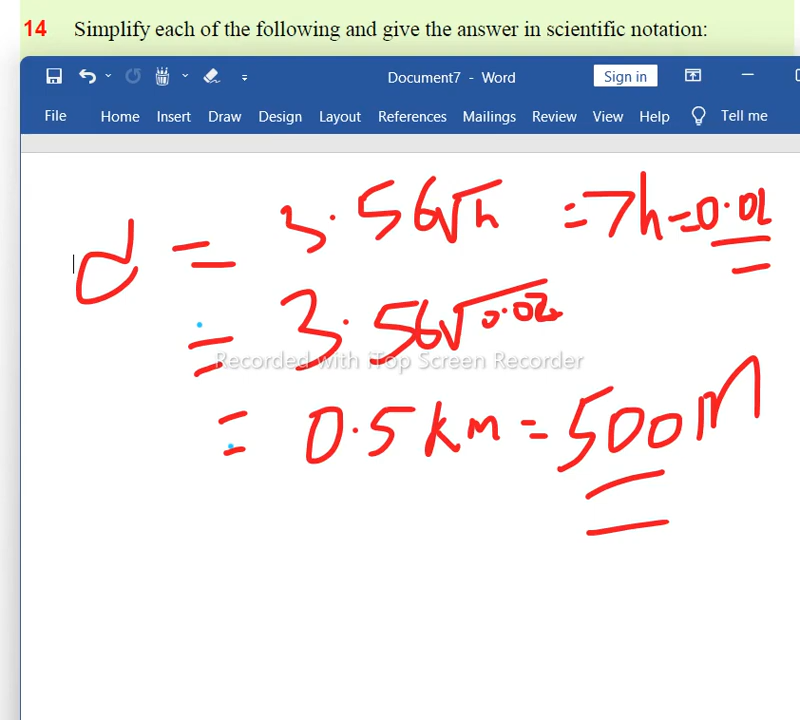 14 Simplify each of the following and give the answer in scientific notation:
Document7 - Word Sign in
File Home Insert Draw Design Layout References Mailings Review View Help Tell me
d = 3.56√h = 7h = 0.02
= 3.56√0.02
Recorded with iTop Screen Recorder
= 0.5 km = 500m